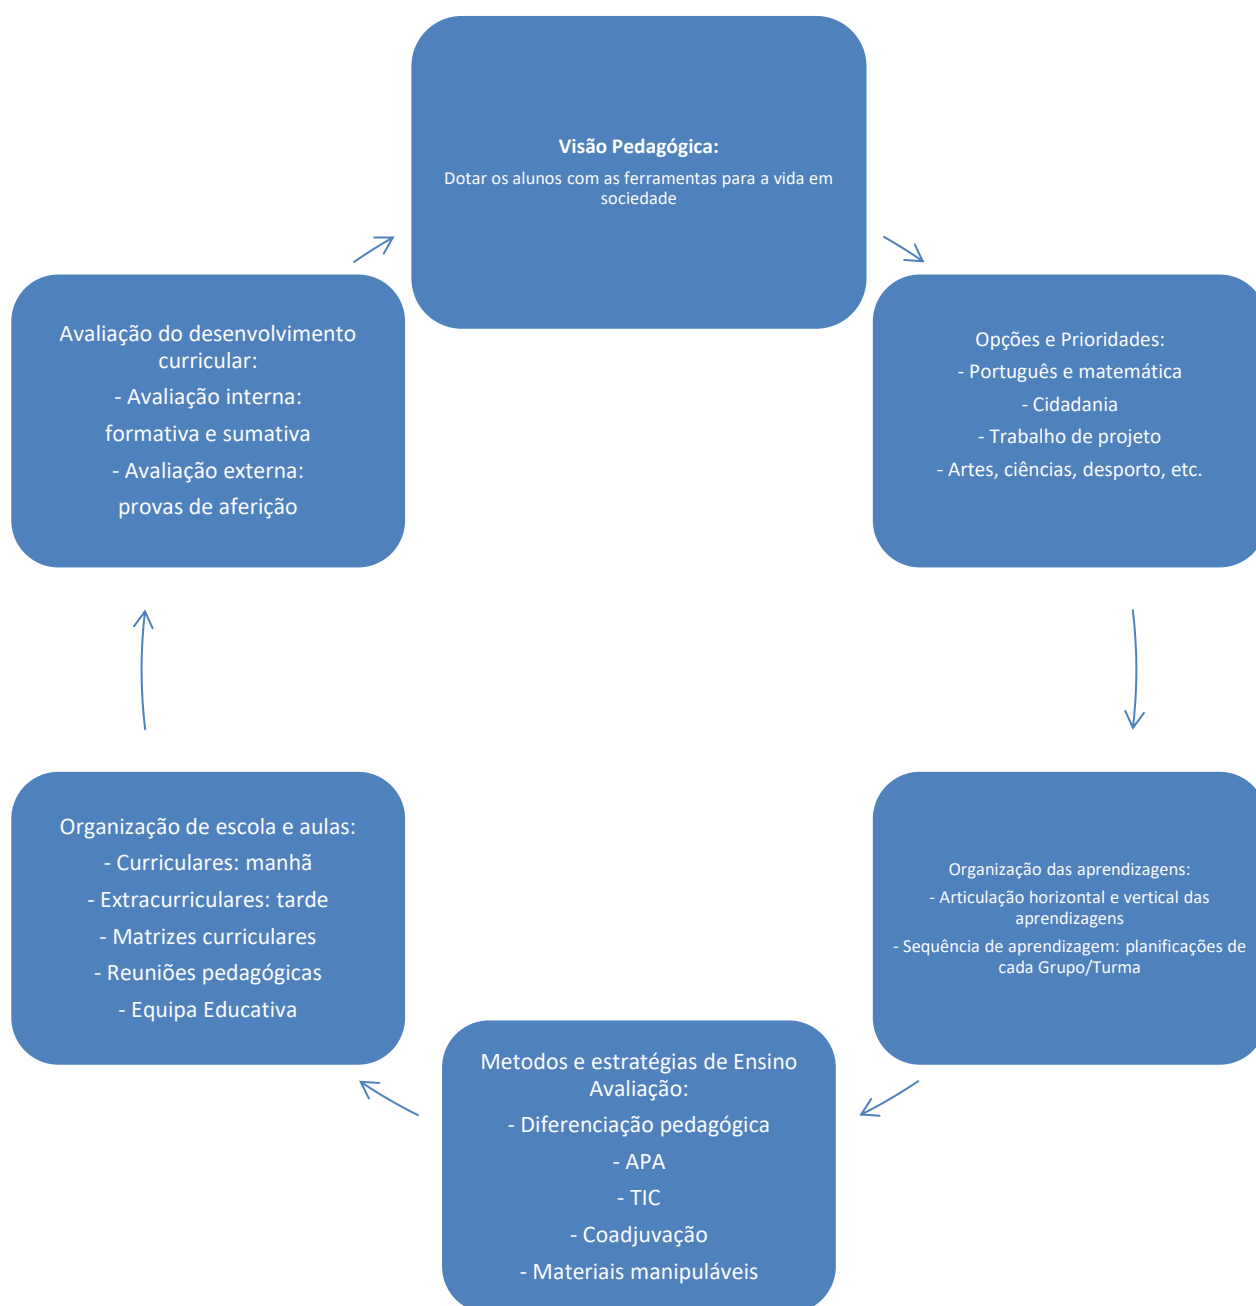 Visão Pedagógica:
Dotar os alunos com as ferramentas para a vida em
sociedade
Opções e Prioridades:
- Português e matemática
- Cidadania
- Trabalho de projeto
- Artes, ciências, desporto, etc.
Organização das aprendizagens:
- Articulação horizontal e vertical das
aprendizagens
- Sequência de aprendizagem: planificações de
cada Grupo/Turma
Metodos e estratégias de Ensino
Avaliação:
- Diferenciação pedagógica
- APA
- TIC
- Coadjuvação
- Materiais manipuláveis
Organização de escola e aulas:
- Curriculares: manhã
- Extracurriculares: tarde
- Matrizes curriculares
- Reuniões pedagógicas
- Equipa Educativa
Avaliação do desenvolvimento
curricular:
- Avaliação interna:
formativa e sumativa
- Avaliação externa:
provas de aferição